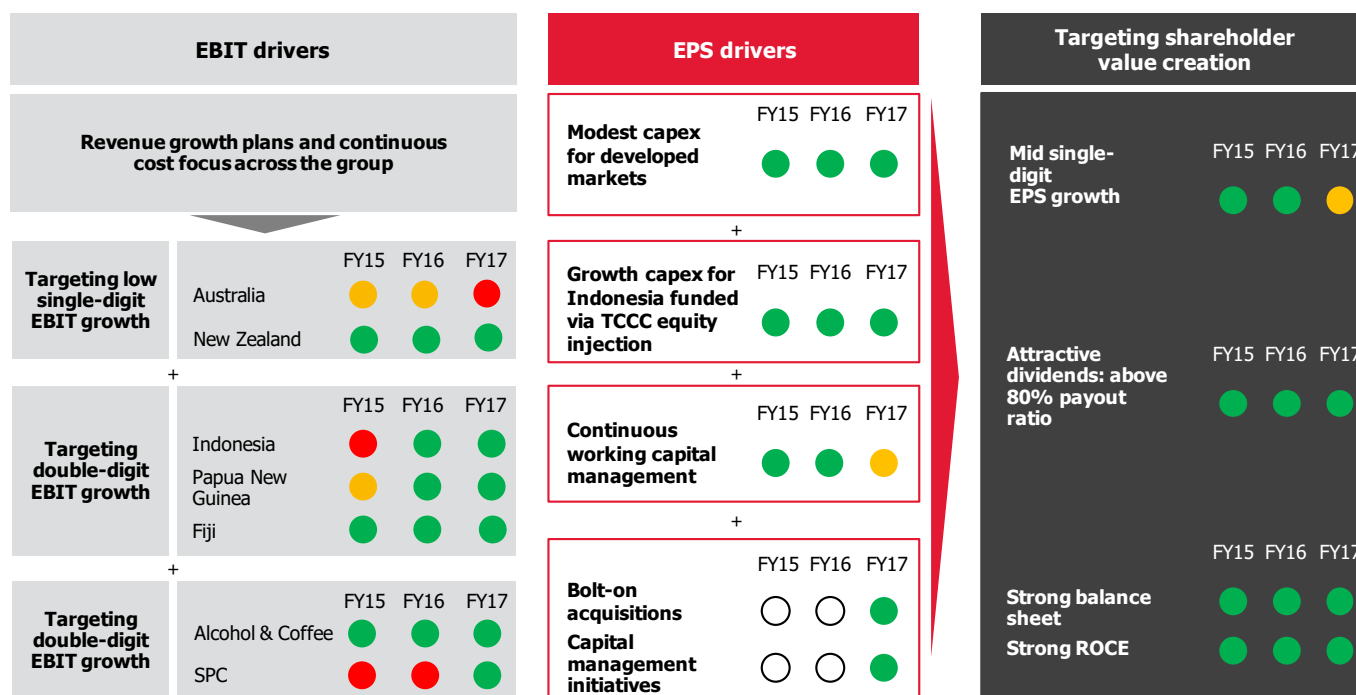 EBIT drivers
Revenue growth plans and continuous
cost focus across the group
Targeting low
single-digit
EBIT growth
FY15 FY16 FY17
Australia
New Zealand
+
Targeting
double-digit
EBIT growth
FY15 FY16 FY17
Indonesia
Papua New
Guinea
Fiji
+
Targeting
double-digit
EBIT growth
FY15 FY16 FY17
Alcohol & Coffee
SPC
EPS drivers
Modest capex
for developed
markets
FY15 FY16 FY17
+
Growth capex for
Indonesia funded
via TCCC equity
injection
FY15 FY16 FY17
+
Continuous
working capital
management
FY15 FY16 FY17
+
FY15 FY16 FY17
Bolt-on
acquisitions
Capital
management
initiatives
Targeting shareholder
value creation
Mid single-
digit
EPS growth
FY15 FY16 FY17
Attractive
dividends: above
80% payout
ratio
FY15 FY16 FY17
FY15 FY16 FY17
Strong balance
sheet
Strong ROCE